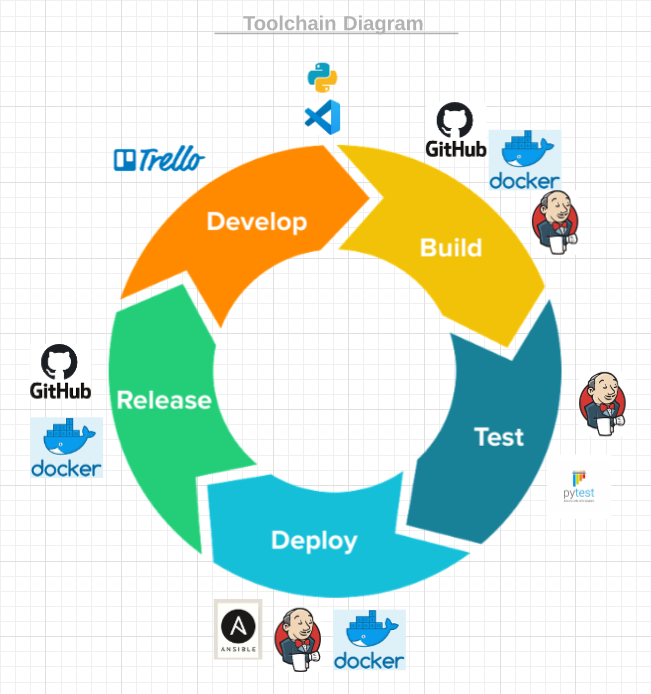 Toolchain Diagram
Trello
GitHub
docker
Develop
Build
GitHub
docker
Release
Test
pytest
Deploy
ANSIBLE
docker